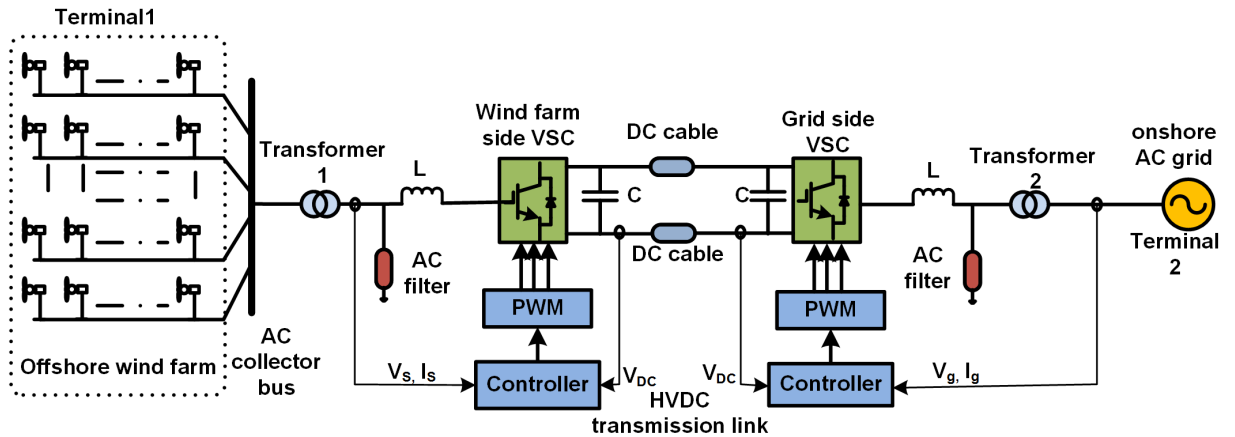 Terminal1
Offshore wind farm
AC
collector
bus
Transformer
1
L
AC
filter
Wind farm
side VSC
DC cable
C
C
DC cable
Grid side
VSC
L
Transformer
2
AC
filter
onshore
AC grid
Terminal
2
PWM
PWM
VS, IS
Controller
VDC
HVDC
transmission link
VDC
Controller
Vg, Ig